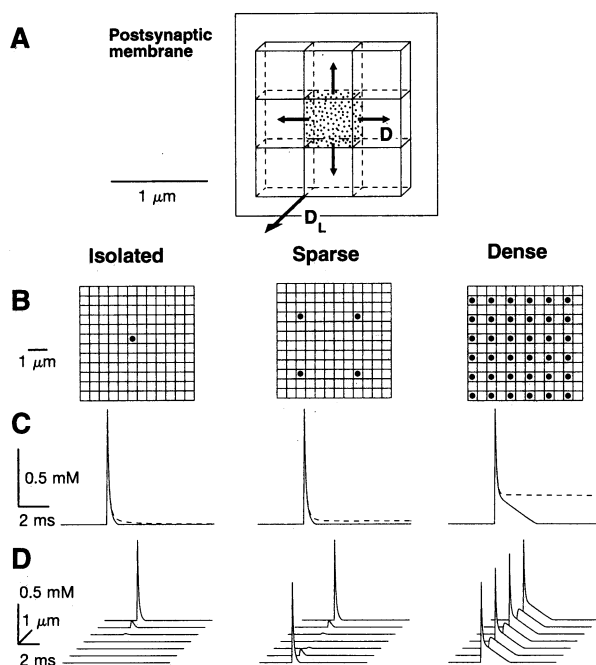 A
Postsynaptic
membrane
D
1 μm
D_L
Isolated
Sparse
Dense
B
1 μm
C
0.5 mM
2 ms
D
0.5 mM
1 μm
2 ms